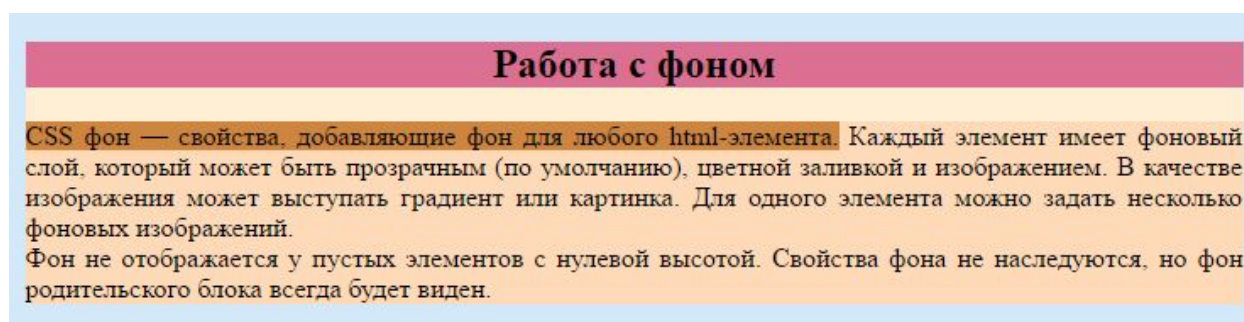 Работа с фоном
CSS фон — свойства, добавляющие фон для любого html-элемента. Каждый элемент имеет фоновый
слой, который может быть прозрачным (по умолчанию), цветной заливкой и изображением. В качестве
изображения может выступать градиент или картинка. Для одного элемента можно задать несколько
фоновых изображений.
Фон не отображается у пустых элементов с нулевой высотой. Свойства фона не наследуются, но фон
родительского блока всегда будет виден.